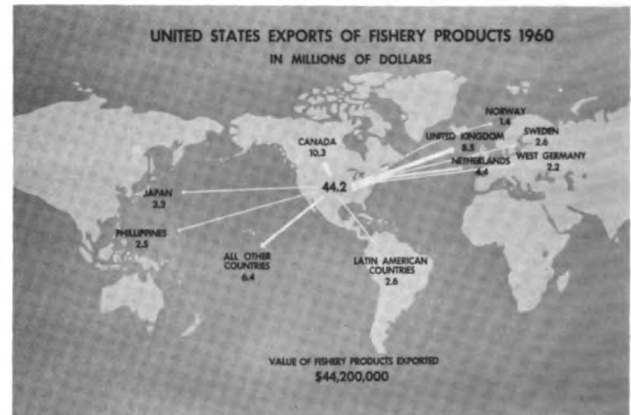 UNITED STATES EXPORTS OF FISHERY PRODUCTS 1960
IN MILLIONS OF DOLLARS
NORWAY
1.4
CANADA
10.3
UNITED KINGDOM
8.5
SWEDEN
2.6
NETHERLANDS
4.4
WEST GERMANY
2.2
44.2
JAPAN
3.3
PHILLIPPINES
2.5
ALL OTHER
COUNTRIES
6.4
LATIN AMERICAN
COUNTRIES
2.6
VALUE OF FISHERY PRODUCTS EXPORTED
$44,200,000